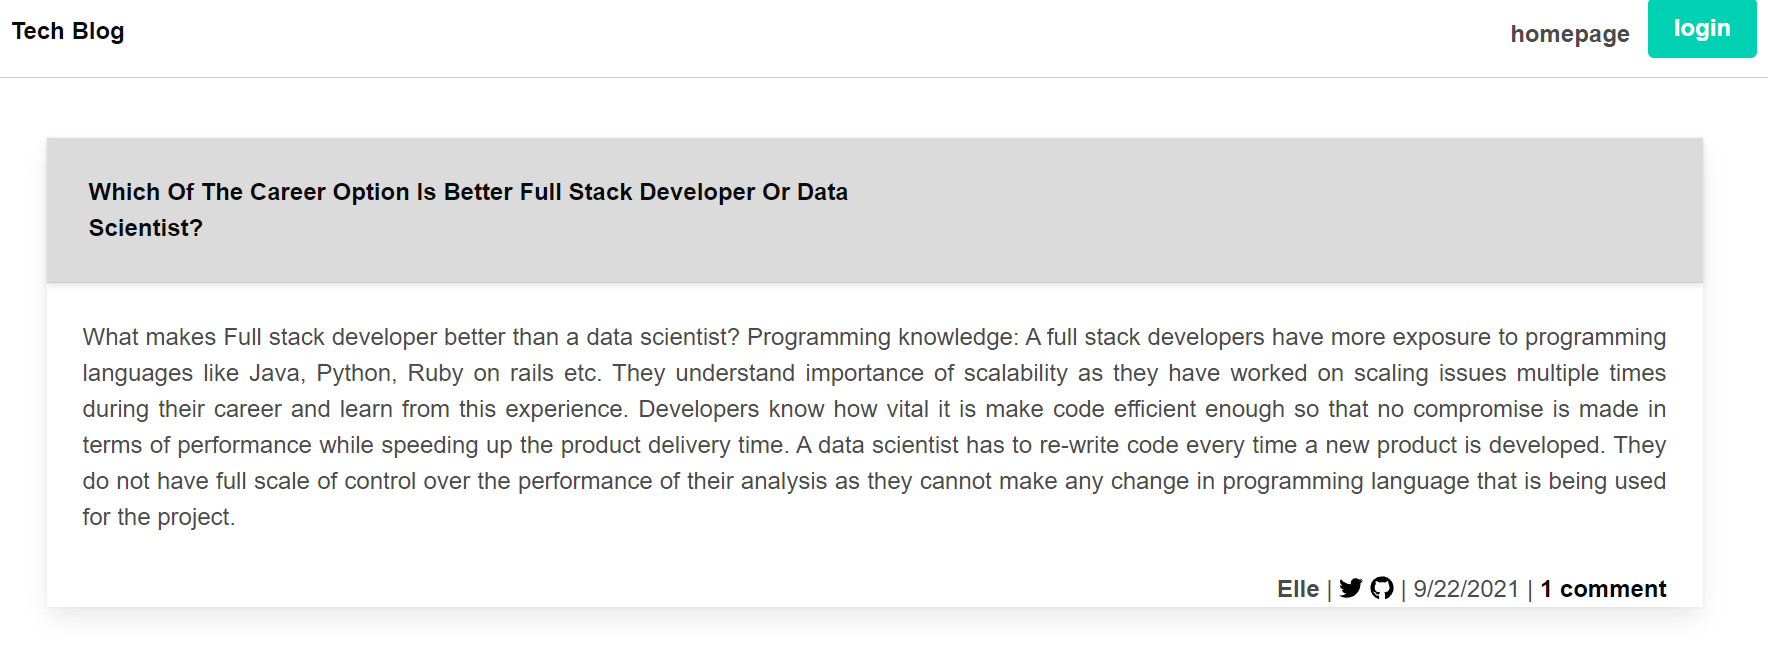 Tech Blog
homepage
login
Which Of The Career Option Is Better Full Stack Developer Or Data
Scientist?
What makes Full stack developer better than a data scientist? Programming knowledge: A full stack developers have more exposure to programming
languages like Java, Python, Ruby on rails etc. They understand importance of scalability as they have worked on scaling issues multiple times
during their career and learn from this experience. Developers know how vital it is make code efficient enough so that no compromise is made in
terms of performance while speeding up the product delivery time. A data scientist has to re-write code every time a new product is developed. They
do not have full scale of control over the performance of their analysis as they cannot make any change in programming language that is being used
for the project.
Elle | | 9/22/2021 | 1 comment